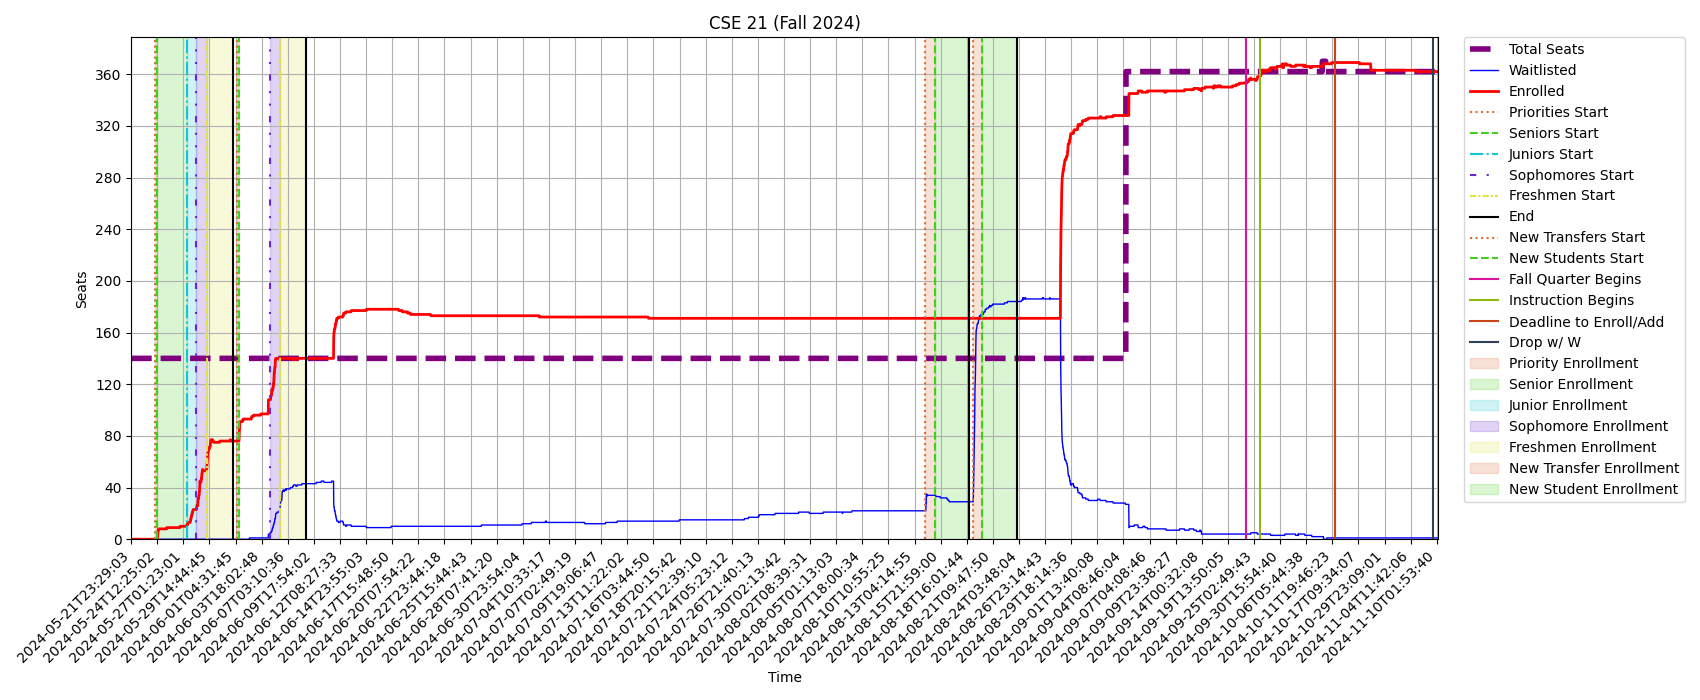 CSE 21 (Fall 2024)
Seats
360
320
280
240
200
160
120
80
40
0
2024-05-21T23:29:03
2024-05-24T12:25:02
2024-05-27T01:23:01
2024-05-29T14:44:45
2024-06-01T04:31:45
2024-06-03T18:02:48
2024-06-07T03:10:36
2024-06-09T17:54:02
2024-06-12T08:27:33
2024-06-14T23:55:03
2024-06-17T15:48:50
2024-06-20T07:54:22
2024-06-22T23:44:18
2024-06-25T15:44:43
2024-06-28T07:41:20
2024-06-30T23:54:04
2024-07-04T10:33:17
2024-07-07T02:49:19
2024-07-09T19:06:47
2024-07-13T11:22:02
2024-07-16T03:44:50
2024-07-18T20:15:42
2024-07-21T12:39:10
2024-07-24T05:23:12
2024-07-26T21:40:13
2024-07-30T02:13:42
2024-08-02T18:39:31
2024-08-05T11:13:03
2024-08-08T18:00:34
2024-08-10T10:55:25
2024-08-13T04:14:55
2024-08-15T21:59:00
2024-08-18T16:01:44
2024-08-21T09:47:50
2024-08-24T03:48:04
2024-08-26T23:14:43
2024-08-29T18:14:36
2024-09-01T13:40:08
2024-09-04T08:46:04
2024-09-07T04:08:46
2024-09-09T23:38:27
2024-09-14T00:32:08
2024-09-19T13:50:05
2024-09-25T02:49:43
2024-09-30T15:54:40
2024-10-06T05:44:38
2024-10-11T19:46:23
2024-10-17T09:34:07
2024-10-29T23:09:01
2024-11-04T11:42:06
2024-11-10T01:53:40
Time
Total Seats
Waitlisted
Enrolled
Priorities Start
Seniors Start
Juniors Start
Sophomores Start
Freshmen Start
End
New Transfers Start
New Students Start
Fall Quarter Begins
Instruction Begins
Deadline to Enroll/Add
Drop w/ W
Priority Enrollment
Senior Enrollment
Junior Enrollment
Sophomore Enrollment
Freshmen Enrollment
New Transfer Enrollment
New Student Enrollment